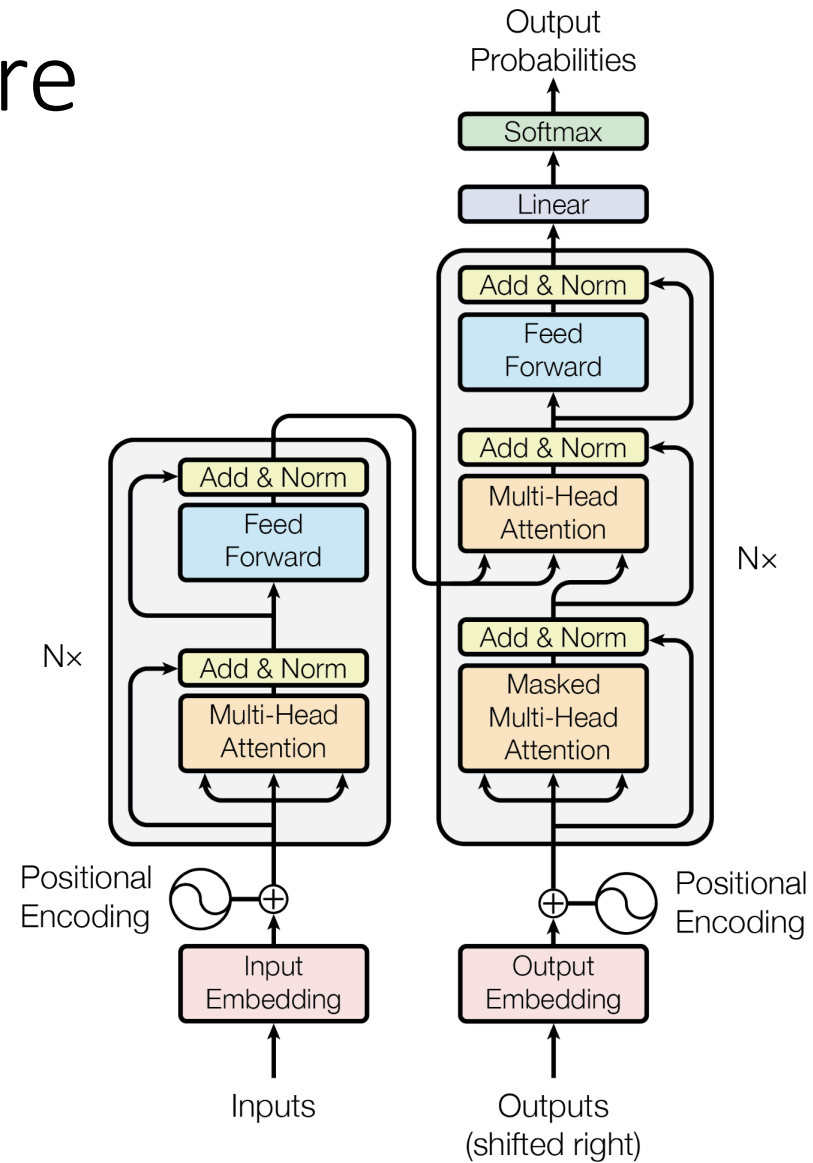 re
Output
Probabilities
Softmax
Linear
Add & Norm
Feed
Forward
Add & Norm
Multi-Head
Attention
Add & Norm
Masked
Multi-Head
Attention
Nx
Add & Norm
Feed
Forward
Add & Norm
Multi-Head
Attention
Nx
Positional
Encoding
Positional
Encoding
Input
Embedding
Output
Embedding
Inputs
Outputs
(shifted right)